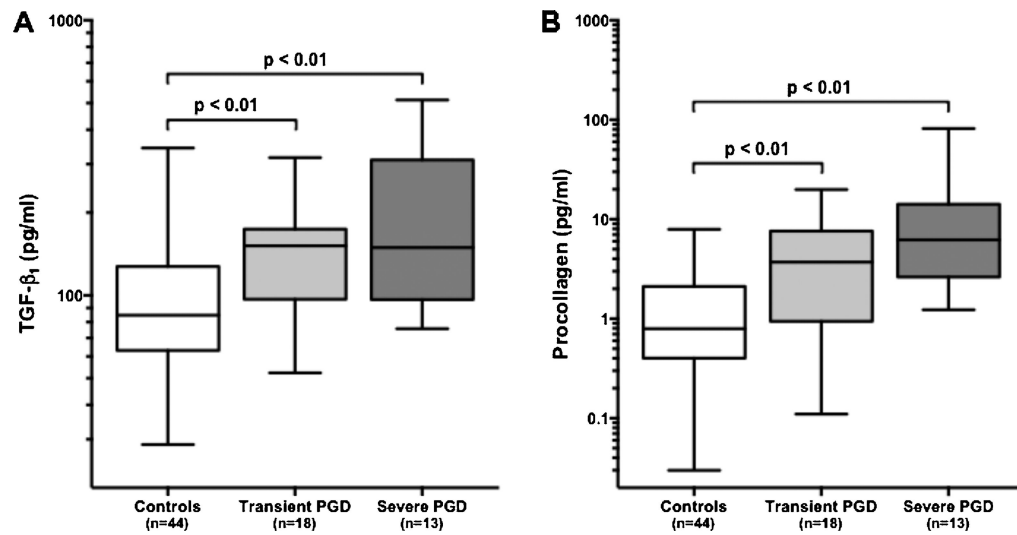 A
1000
p < 0.01
p < 0.01
TGF-β₁ (pg/ml)
100
Controls
(n=44)
Transient PGD
(n=18)
Severe PGD
(n=13)
B
1000
p < 0.01
100
p < 0.01
10
Procollagen (pg/ml)
1
0.1
Controls
(n=44)
Transient PGD
(n=18)
Severe PGD
(n=13)